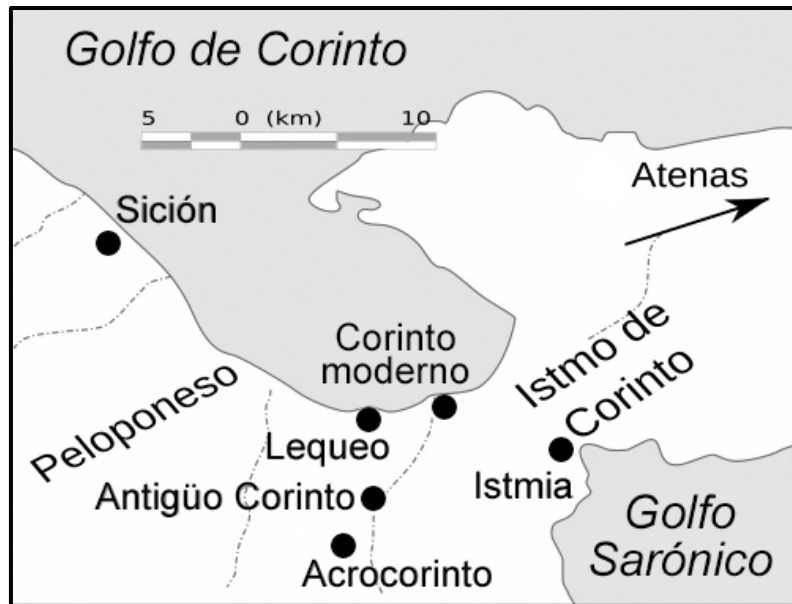 Golfo de Corinto
5 0 (km) 10
Atenas
Sición
Corinto
moderno
Istmo de
Corinto
Peloponeso
Lequeo
Istmia
Antigüo Corinto
Golfo
Sarónico
Acrocorinto